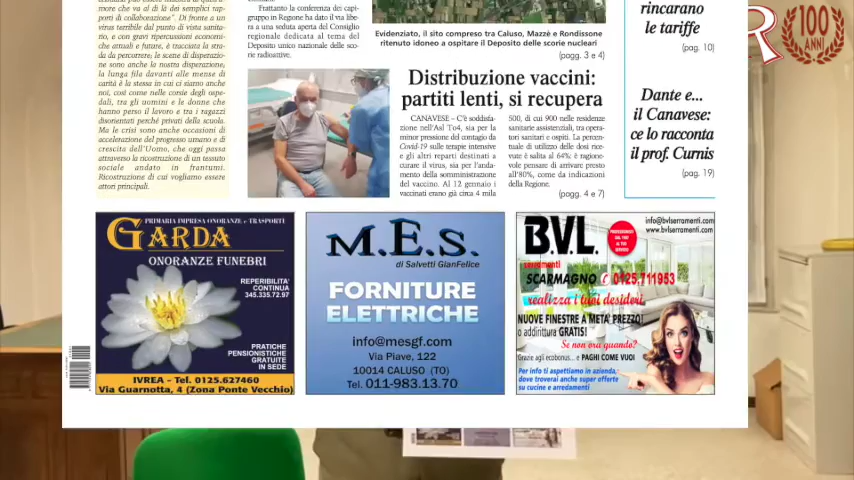 more che va al di là dei semplici rap-
porti di collaborazione". Di fronte a un
virus terribile dal punto di vista sanita-
rio, e con gravi ripercussioni econom-
che attuali e future, è tracciata la strada
da percorrere; le scene di disperazio-
ne sono anche la nostra disperazione;
la lunga fila davanti alle mense di
carità è la stessa in cui ci siamo anche
noi, così come nelle corsie degli ospe-
dali, tra gli uomini e le donne che
hanno perso il lavoro e tra i ragazzi
disorientati perché privati della scuola.
Ma le crisi sono anche occasioni di
accelerazione del progresso umano e di
crescita dell'Uomo, che oggi passa
attraverso la ricostruzione di un tessuto
sociale andato in frantumi.
Ricostruzione di cui vogliamo essere
attori principali.
Frattanto la conferenza dei capi-
gruppo in Regione ha dato il via libe-
ra a una seduta aperta del Consiglio
regionale dedicata al tema del
Deposito unico nazionale delle sco-
rie radioattive.
Evidenziato, il sito compreso tra Caluso, Mazzè e Rondissone
ritenuto idoneo a ospitare il Deposito delle scorie nucleari
(pagg. 3 e 4)
Distribuzione vaccini:
partiti lenti, si recupera
CANAVESE – C'è soddisfa-
zione nell'Asl To4, sia per la
minor pressione del contagio da
Covid-19 sulle terapie intensive
e gli altri reparti destinati a
curare il virus, sia per l'anda-
mento della somministrazione
del vaccino. Al 12 gennaio i
vaccinati erano già circa 4 mila
500, di cui 900 nelle residenze
sanitarie assistenziali, tra opera-
tori sanitari e ospiti. La percen-
tuale di utilizzo delle dosi rice-
vute è salita al 64%: è ragione-
vole pensare di arrivare presto
all'80%, come da indicazioni
della Regione.
(pagg. 4 e 7)
rincarano
le tariffe
(pag. 10)
Dante e...
il Canavese:
ce lo racconta
il prof. Curnis
(pag. 19)
R
100
ANNI
PRIMARIA IMPRESA ONORANZE e TRASPORTI
GARDA
ONORANZE FUNEBRI
REPERIBILITA'
CONTINUA
345.335.72.97
PRATICHE
PENSIONISTICHE
GRATUITE
IN SEDE
IVREA – Tel. 0125.627460
Via Guarnotta, 4 (Zona Ponte Vecchio)
M.E.S.
di Salvetti GianFelice
FORNITURE
ELETTRICHE
info@mesgf.com
Via Piave, 122
10014 CALUSO (TO)
Tel. 011-983.13.70
B.V.L.
serramenti
info@bvlserramenti.com
www.bvlserramenti.com
SCARMAGNO 0125.711953
realizza i tuoi desideri
NUOVE FINESTRE A META' PREZZO!
o addirittura GRATIS!
Se non ora quando?
Grazie agli ecobonus... e PAGHI COME VUOI
Per info ti aspettiamo in azienda,
dove troverai anche super offerte
su cucine e arredamenti